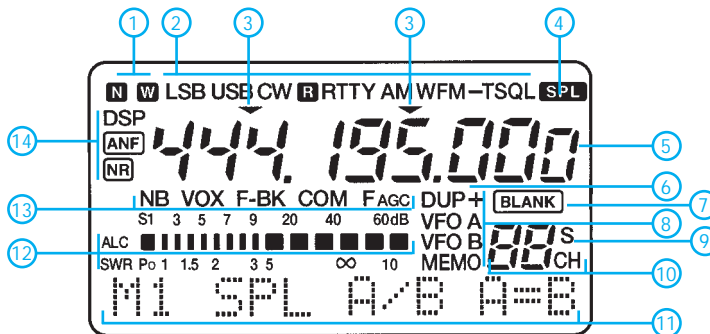 1 2 3 3 4
N W LSB USB CW R RTTY AM WFM-TSQL SPL
DSP
ANF
NR
444.195.000
14
5
6
NB VOX F-BK COM FAGC DUP+ BLANK
13
7
S1 3 5 7 9 20 40 60dB VFO A
8
ALC VFO B 88 S
12
9
SWR Po 1 1.5 2 3 5 ∞ 10 MEMO CH
10
M1 SPL A/B A=B
11